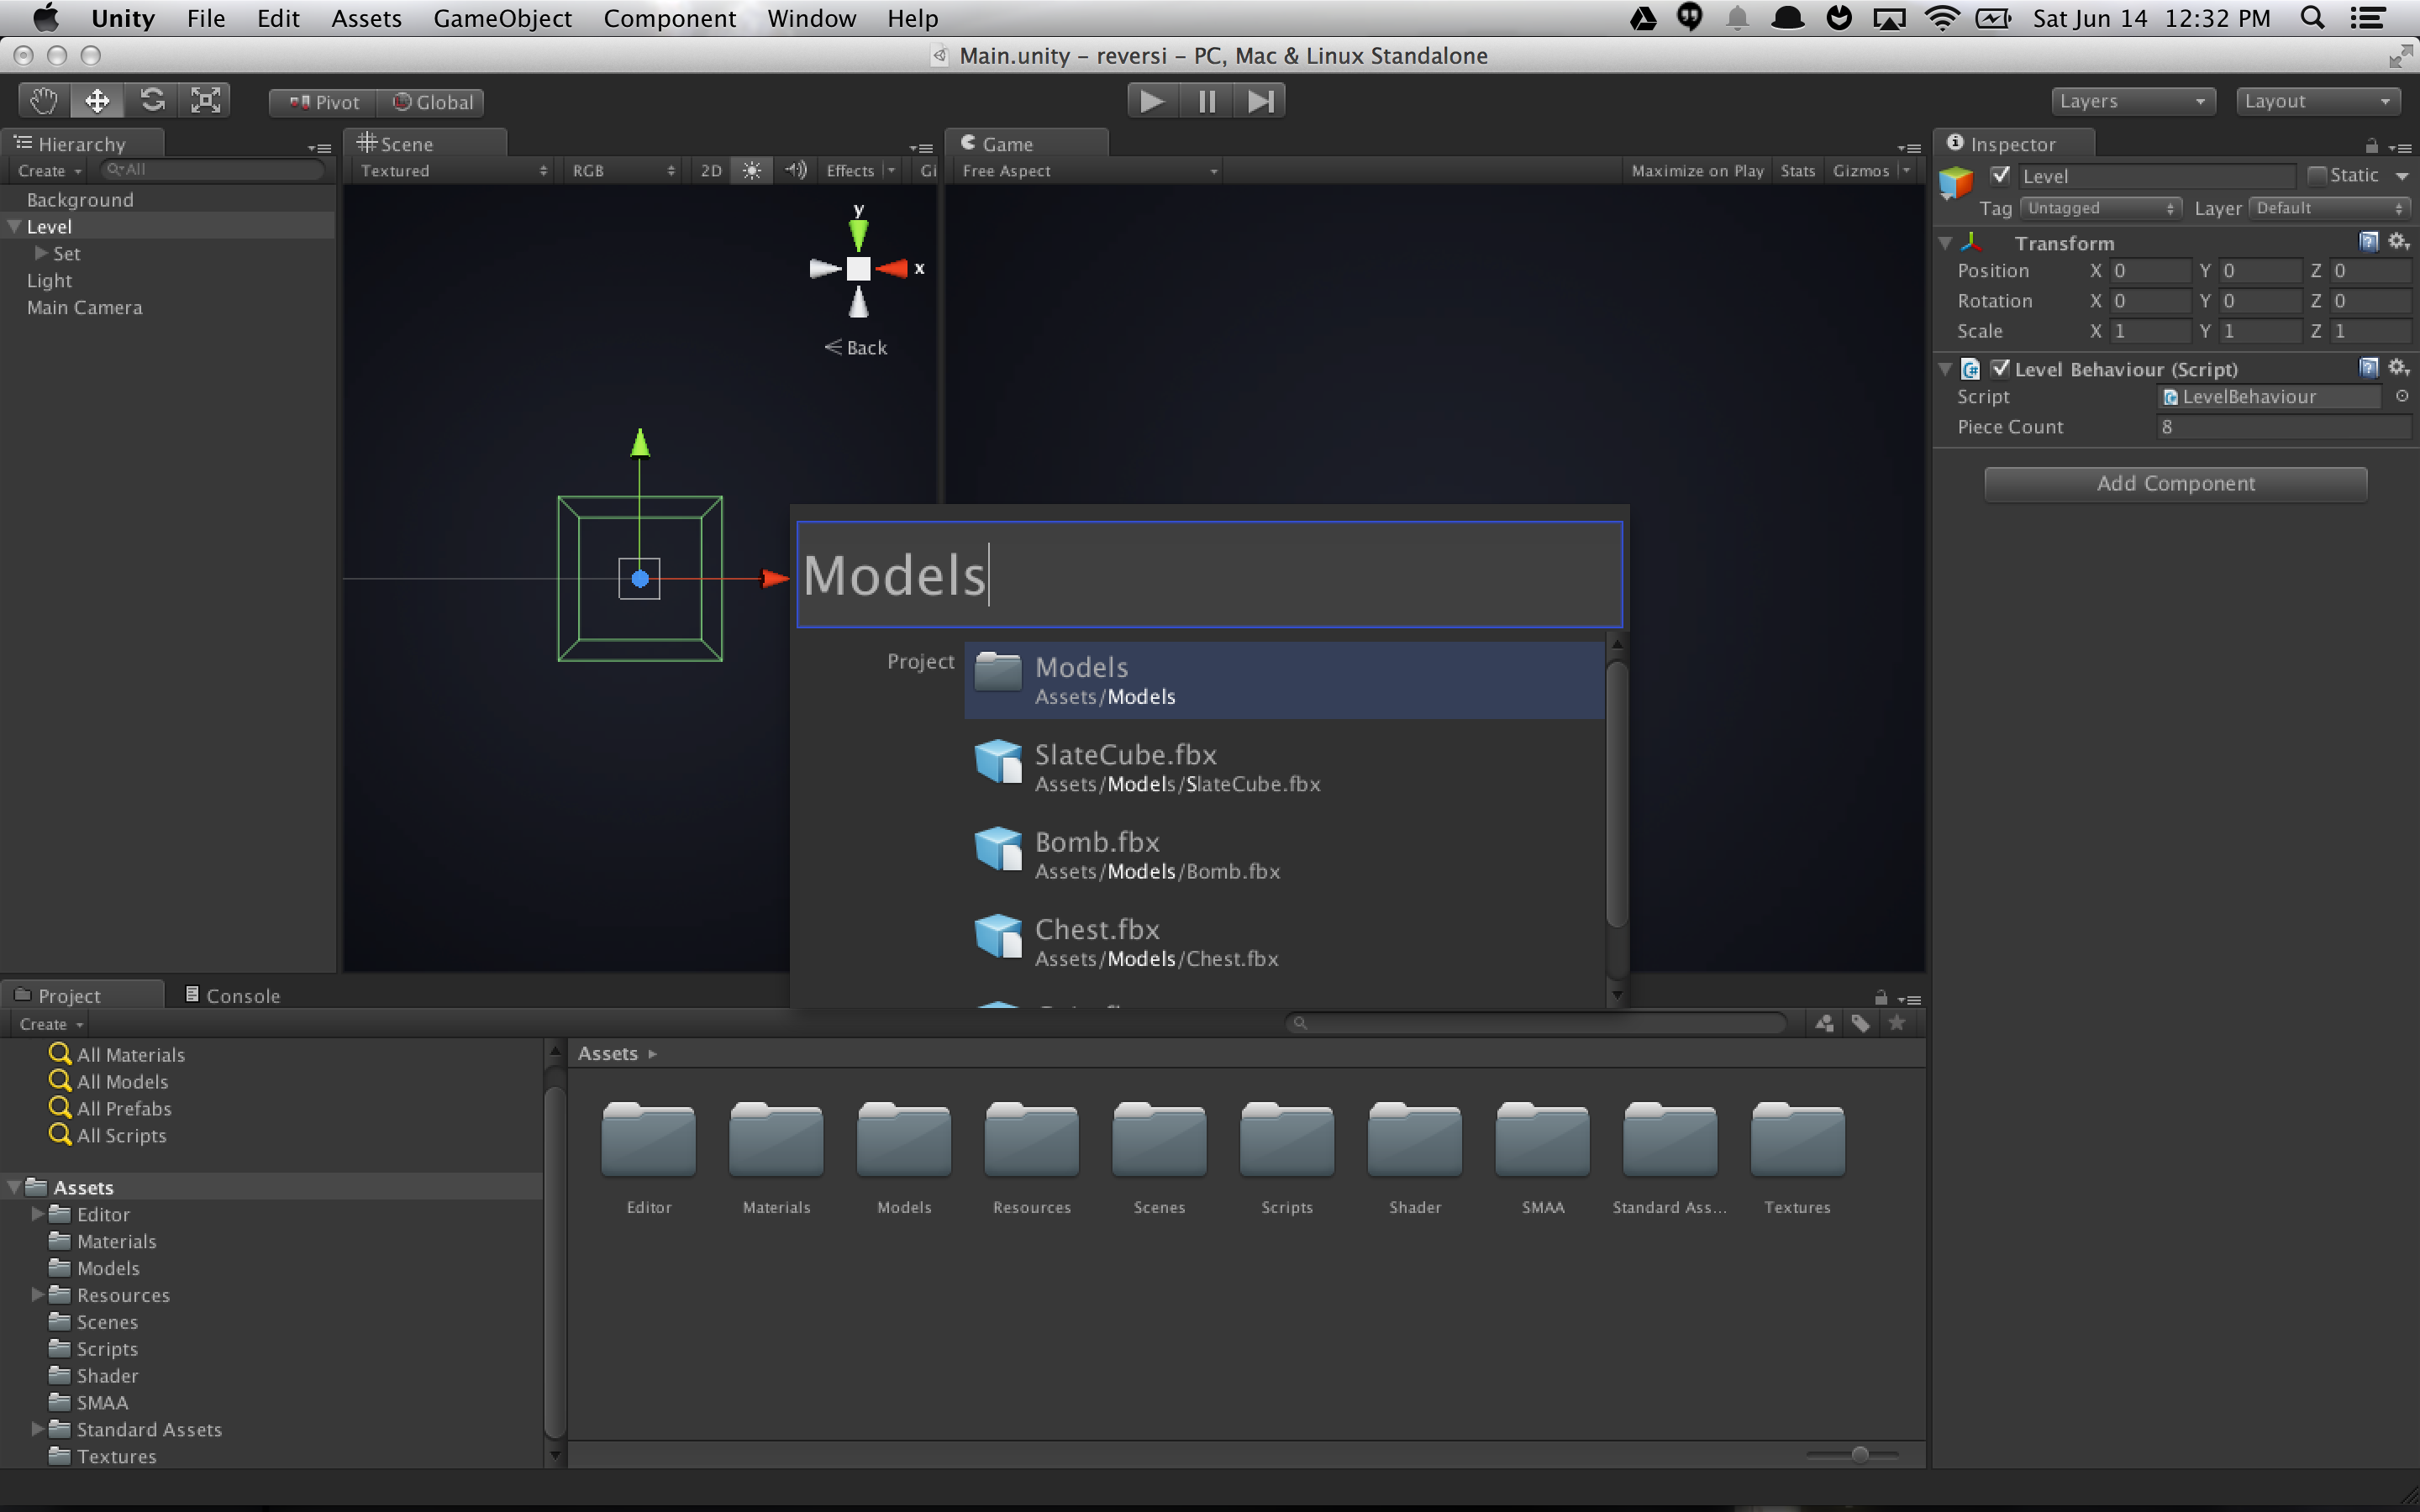 Unity File Edit Assets GameObject Component Window Help Sat Jun 14 12:32 PM
Main.unity – reversi – PC, Mac & Linux Standalone
Pivot Global Layers Layout
Hierarchy
Create All
Background
Level
Set
Light
Main Camera
Scene
Textured RGB 2D Effects Gi
y
x
Back
Game
Free Aspect Maximize on Play Stats Gizmos
Inspector
Level Static
Tag Untagged Layer Default
Transform
Position X 0 Y 0 Z 0
Rotation X 0 Y 0 Z 0
Scale X 1 Y 1 Z 1
Level Behaviour (Script)
Script LevelBehaviour
Piece Count 8
Add Component
Models
Project
Models
Assets/Models
SlateCube.fbx
Assets/Models/SlateCube.fbx
Bomb.fbx
Assets/Models/Bomb.fbx
Chest.fbx
Assets/Models/Chest.fbx
Project Console
Create
All Materials
All Models
All Prefabs
All Scripts
Assets
Editor
Materials
Models
Resources
Scenes
Scripts
Shader
SMAA
Standard Assets
Textures
Assets
Editor Materials Models Resources Scenes Scripts Shader SMAA Standard Ass... Textures